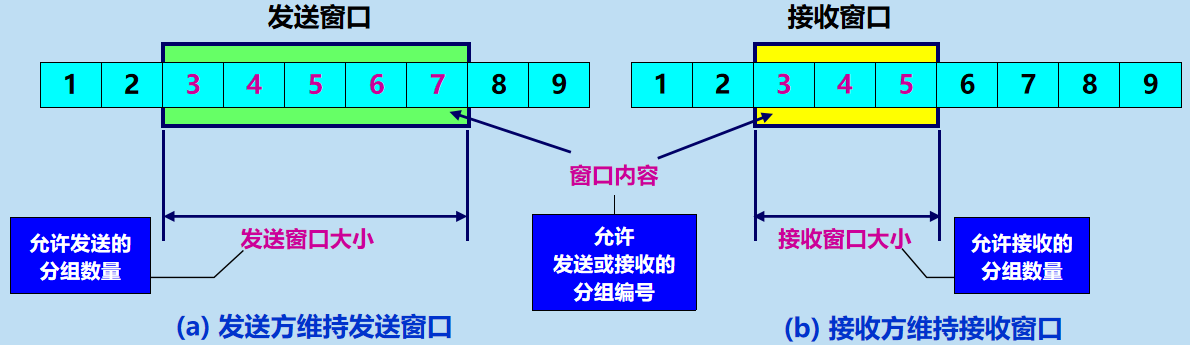 发送窗口
接收窗口
1 2 3 4 5 6 7 8 9
1 2 3 4 5 6 7 8 9
窗口内容
发送窗口大小
接收窗口大小
允许发送的
分组数量
允许
发送或接收的
分组编号
允许接收的
分组数量
(a) 发送方维持发送窗口
(b) 接收方维持接收窗口